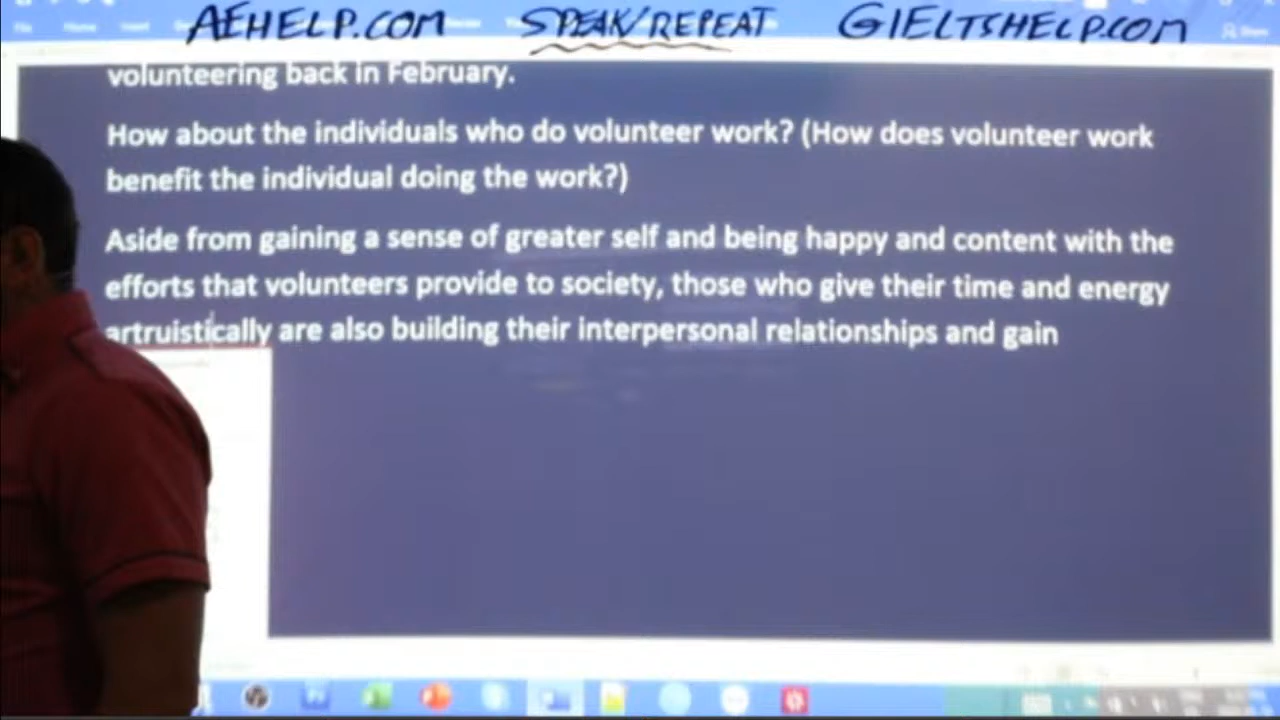 AEHELP.COM SPEAK/REPEAT GIELTSHELP.COM
volunteering back in February.
How about the individuals who do volunteer work? (How does volunteer work
benefit the individual doing the work?)
Aside from gaining a sense of greater self and being happy and content with the
efforts that volunteers provide to society, those who give their time and energy
artruistically are also building their interpersonal relationships and gain